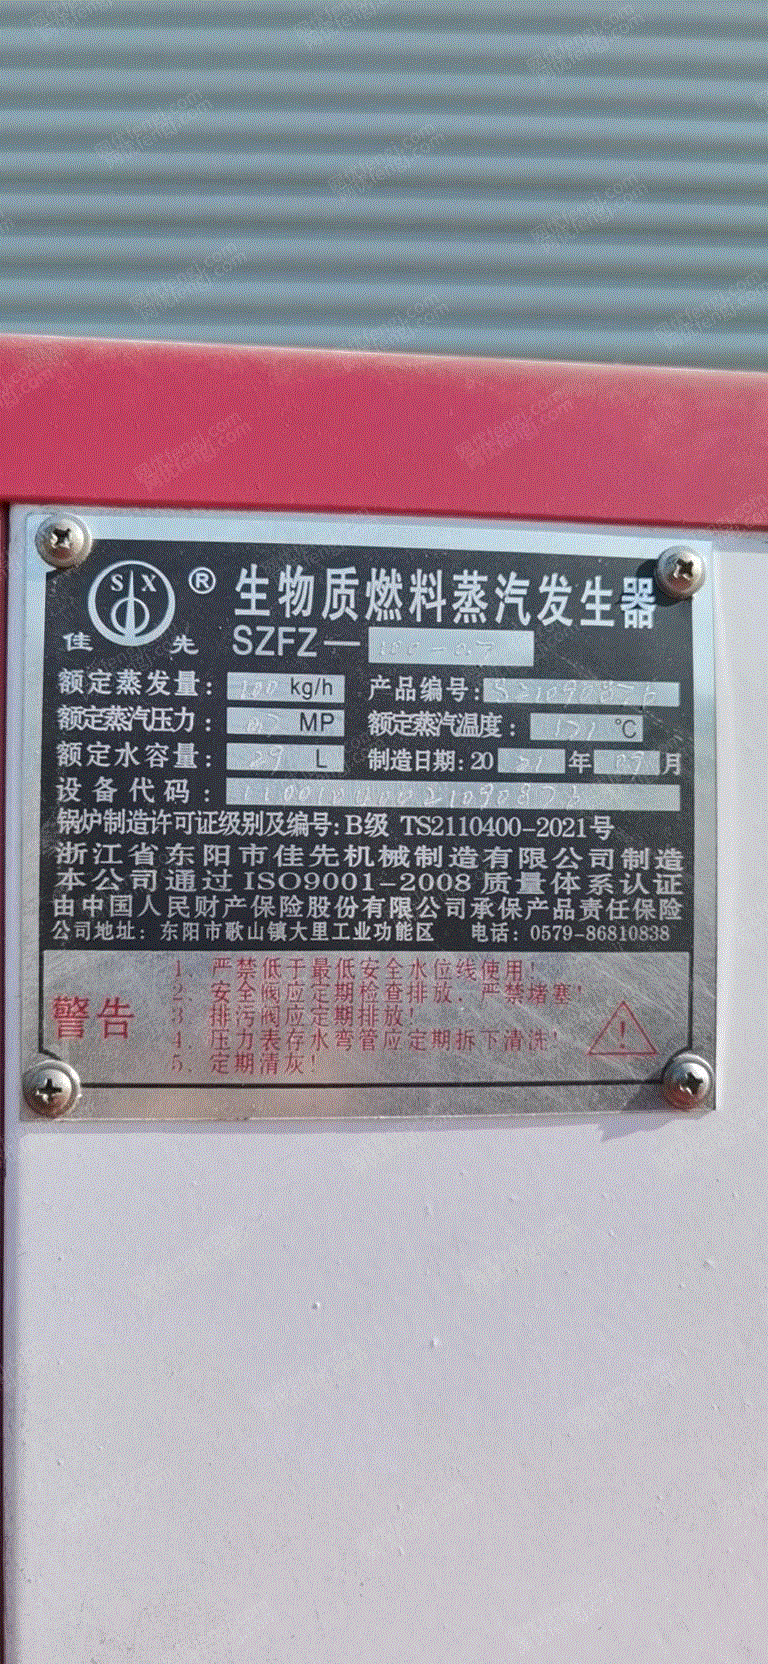 S X
佳 先 ®
生物质燃料蒸汽发生器
SZFZ— 100-0.7
额定蒸发量: 100 kg/h 产品编号: S21090876
额定蒸汽压力: 0.7 MP 额定蒸汽温度: 171 ℃
额定水容量: 29 L 制造日期: 20 21 年 09 月
设备代码:
锅炉制造许可证级别及编号: B级 TS2110400-2021号
浙江省东阳市佳先机械制造有限公司制造
本公司通过ISO9001-2008质量体系认证
由中国人民财产保险股份有限公司承保产品责任保险
公司地址: 东阳市歌山镇大里工业功能区 电话: 0579-86810838
警告
1、严禁低于最低安全水位线使用!
2、安全阀应定期检查排放、严禁堵塞!
3、排污阀应定期排放!
4、压力表存水弯管应定期拆下清洗!
5、定期清灰!